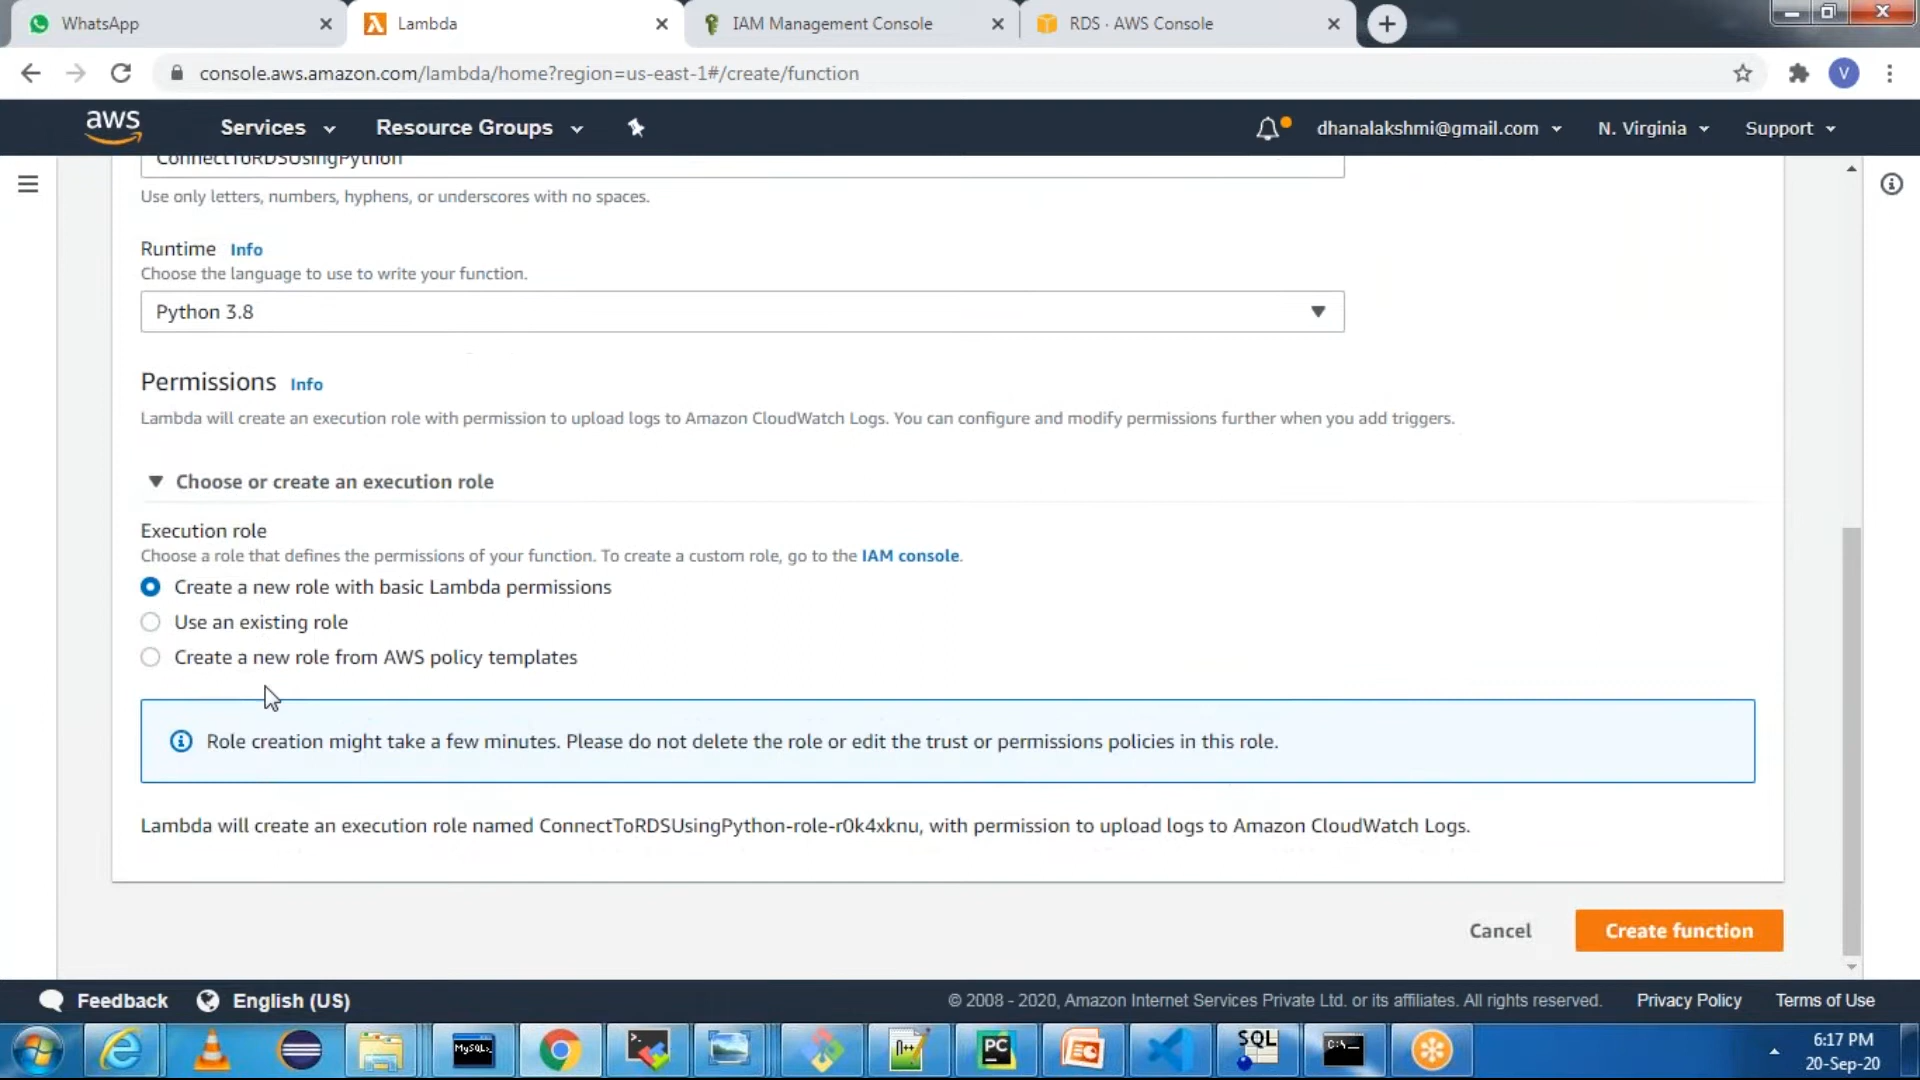 WhatsApp
Lambda
IAM Management Console
RDS · AWS Console
console.aws.amazon.com/lambda/home?region=us-east-1#/create/function
V
aws
Services
Resource Groups
dhanalakshmi@gmail.com
N. Virginia
Support
ConnectToRDSUsingPython
Use only letters, numbers, hyphens, or underscores with no spaces.
Runtime Info
Choose the language to use to write your function.
Python 3.8
Permissions Info
Lambda will create an execution role with permission to upload logs to Amazon CloudWatch Logs. You can configure and modify permissions further when you add triggers.
Choose or create an execution role
Execution role
Choose a role that defines the permissions of your function. To create a custom role, go to the IAM console.
Create a new role with basic Lambda permissions
Use an existing role
Create a new role from AWS policy templates
Role creation might take a few minutes. Please do not delete the role or edit the trust or permissions policies in this role.
Lambda will create an execution role named ConnectToRDSUsingPython-role-r0k4xknu, with permission to upload logs to Amazon CloudWatch Logs.
Cancel
Create function
Feedback
English (US)
© 2008 - 2020, Amazon Internet Services Private Ltd. or its affiliates. All rights reserved.
Privacy Policy
Terms of Use
MySQL>
PC
SQL
C:\_
6:17 PM
20-Sep-20